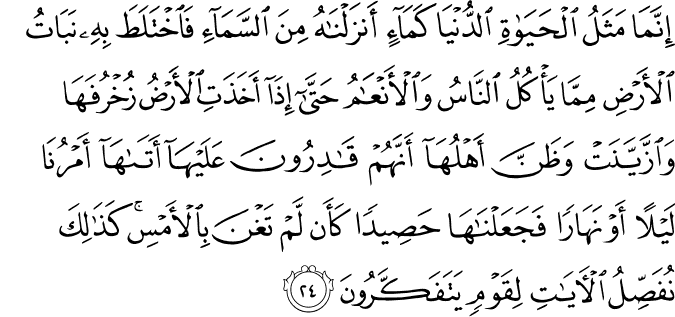 إِنَّمَا مَثَلُ ٱلْحَيَوٰةِ ٱلدُّنْيَا كَمَآءٍ أَنزَلْنَـٰهُ مِنَ ٱلسَّمَآءِ فَٱخْتَلَطَ بِهِۦ نَبَاتُ
ٱلْأَرْضِ مِمَّا يَأْكُلُ ٱلنَّاسُ وَٱلْأَنْعَـٰمُ حَتَّىٰٓ إِذَآ أَخَذَتِ ٱلْأَرْضُ زُخْرُفَهَا
وَٱزَّيَّنَتْ وَظَنَّ أَهْلُهَآ أَنَّهُمْ قَـٰدِرُونَ عَلَيْهَآ أَتَىٰهَآ أَمْرُنَا
لَيْلًا أَوْ نَهَارًا فَجَعَلْنَـٰهَا حَصِيدًا كَأَن لَّمْ تَغْنَ بِٱلْأَمْسِ ۚ كَذَٰلِكَ
نُفَصِّلُ ٱلْـَٔايَـٰتِ لِقَوْمٍ يَتَفَكَّرُونَ ٢٤